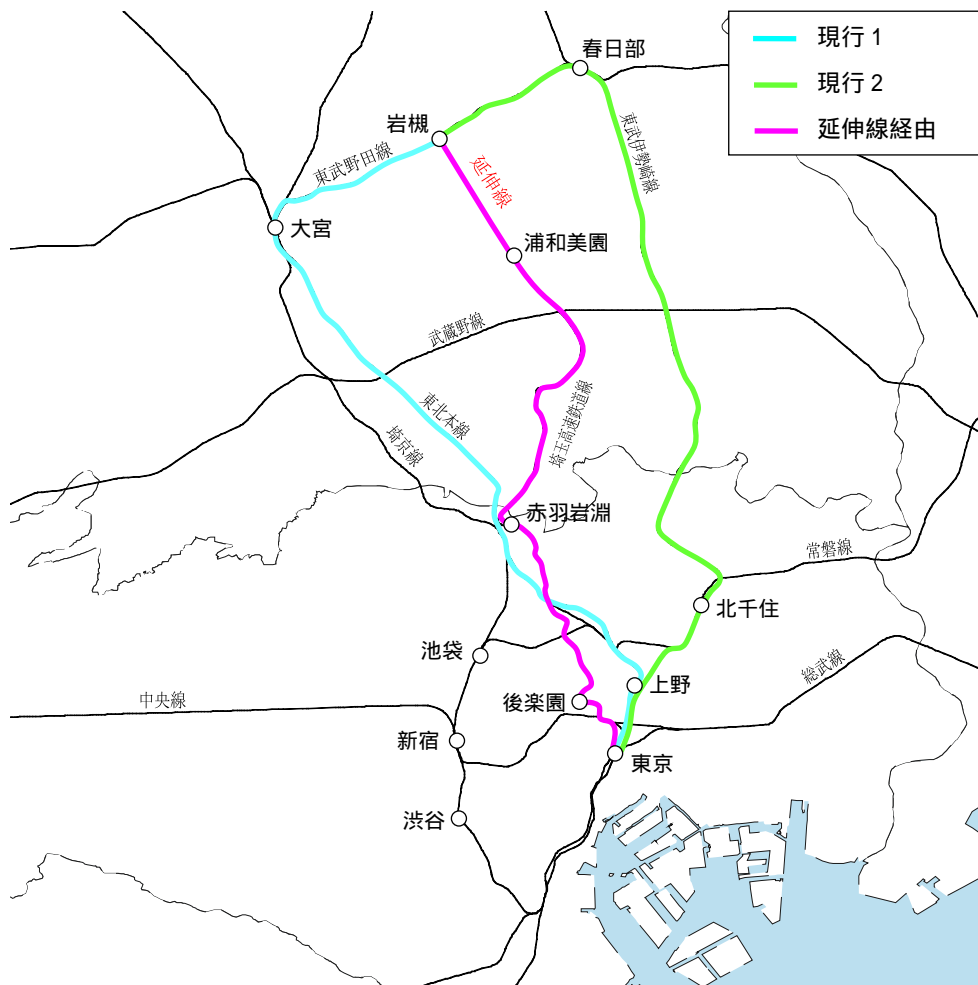 現行1
現行2
延伸線経由
春日部
岩槻
東武野田線
延伸線
東武伊勢崎線
大宮
浦和美園
武蔵野線
東北本線
埼京線
埼玉高速鉄道線
赤羽岩淵
常磐線
北千住
池袋
総武線
上野
中央線
後楽園
新宿
東京
渋谷